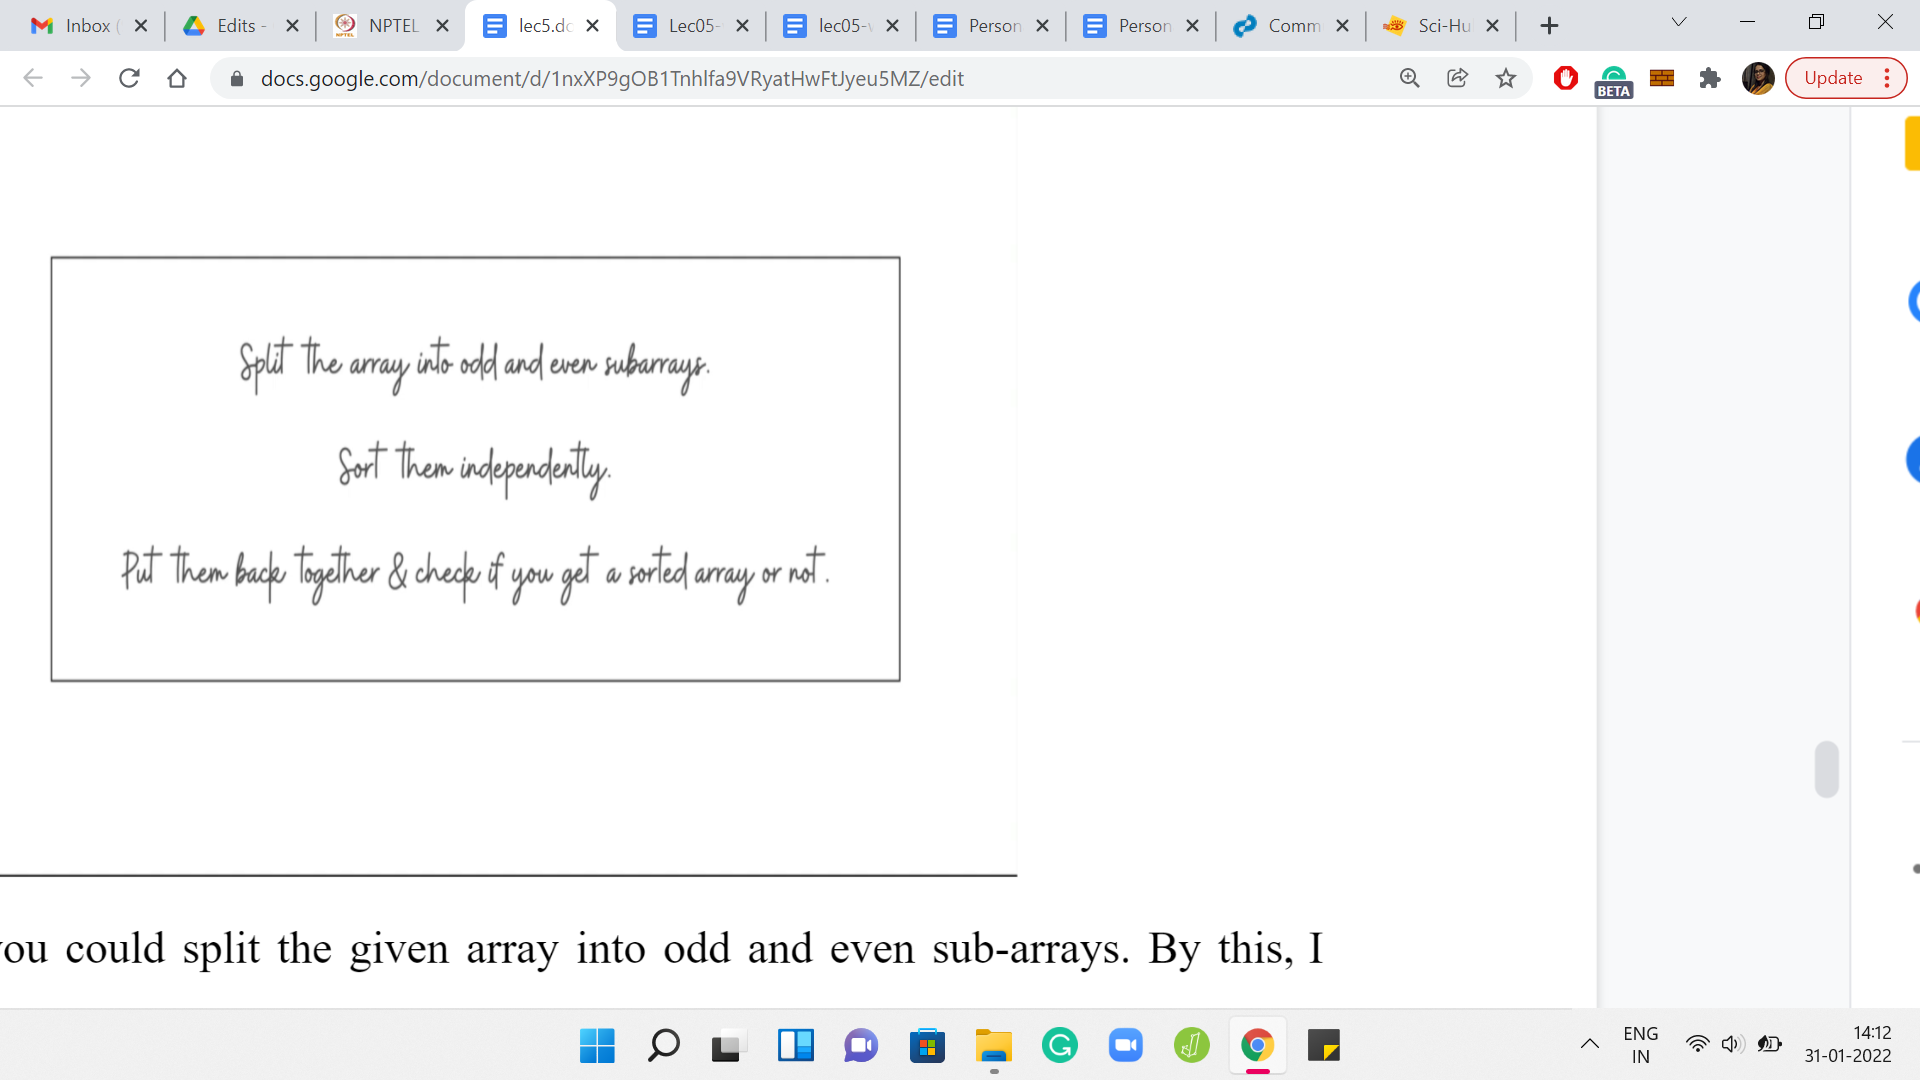 Inbox (
Edits -
NPTEL
lec5.dc
Lec05-
lec05-v
Person
Person
Comm
Sci-Hu
docs.google.com/document/d/1nxXP9gOB1Tnhlfa9VRyatHwFtJyeu5MZ/edit
BETA
Update
Split the array into odd and even subarrays.
Sort them independently.
Put them back together & check if you get a sorted array or not.
you could split the given array into odd and even sub-arrays. By this, I
ENG
IN
14:12
31-01-2022